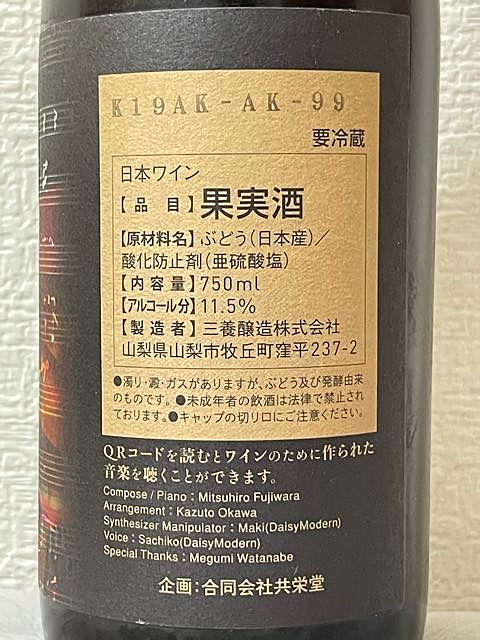 K19AK-AK-99
要冷蔵
日本ワイン
【品目】果実酒
【原材料名】ぶどう(日本産)/
酸化防止剤(亜硫酸塩)
【内容量】750ml
【アルコール分】11.5%
【製造者】三養醸造株式会社
山梨県山梨市牧丘町窪平237-2
●濁り・澱・ガスがありますが、ぶどう及び発酵由来
のものです。●未成年者の飲酒は法律で禁止され
ております。●キャップの切り口にご注意ください。
QRコードを読むとワインのために作られた
音楽を聴くことができます。
Compose / Piano：Mitsuhiro Fujiwara
Arrangement：Kazuto Okawa
Synthesizer Manipulator：Maki(DaisyModern)
Voice：Sachiko(DaisyModern)
Special Thanks：Megumi Watanabe
企画：合同会社共栄堂